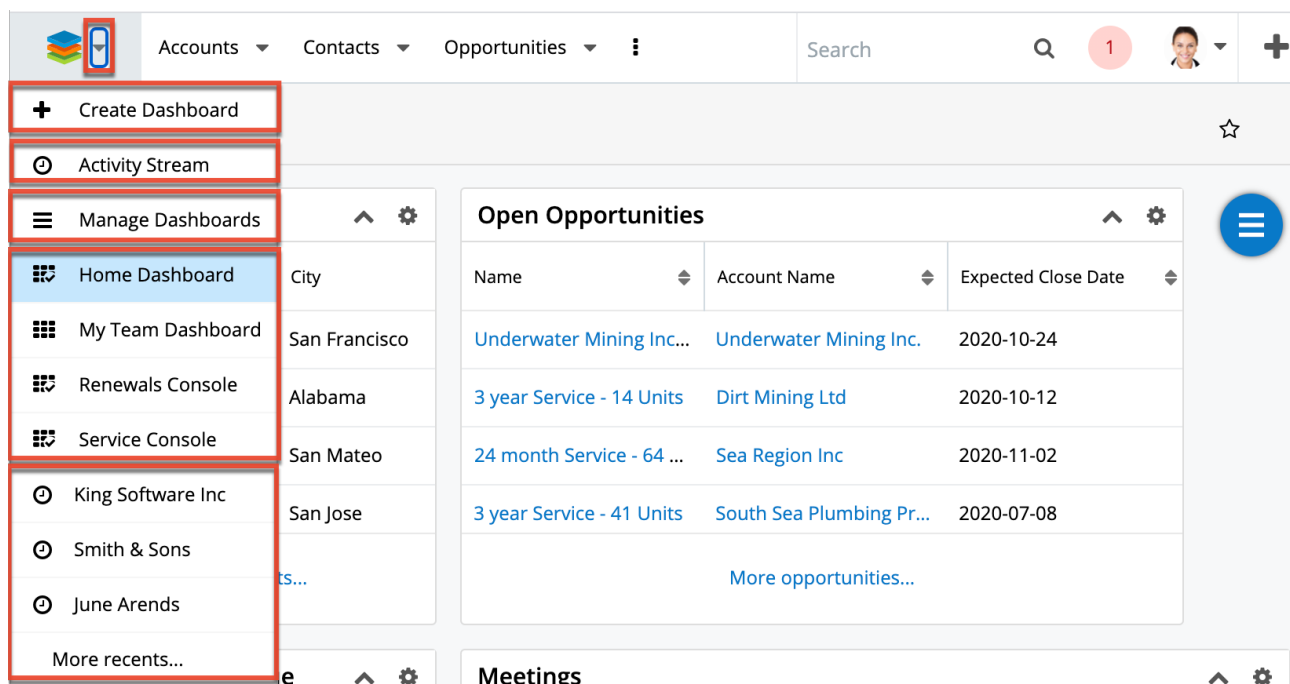 Accounts
Contacts
Opportunities
Search
1
Create Dashboard
Activity Stream
Manage Dashboards
Home Dashboard
My Team Dashboard
Renewals Console
Service Console
King Software Inc
Smith & Sons
June Arends
More recents...
City
San Francisco
Alabama
San Mateo
San Jose
ts...
e
Open Opportunities
Name Account Name Expected Close Date
Underwater Mining Inc... Underwater Mining Inc. 2020-10-24
3 year Service - 14 Units Dirt Mining Ltd 2020-10-12
24 month Service - 64 ... Sea Region Inc 2020-11-02
3 year Service - 41 Units South Sea Plumbing Pr... 2020-07-08
More opportunities...
Meetings